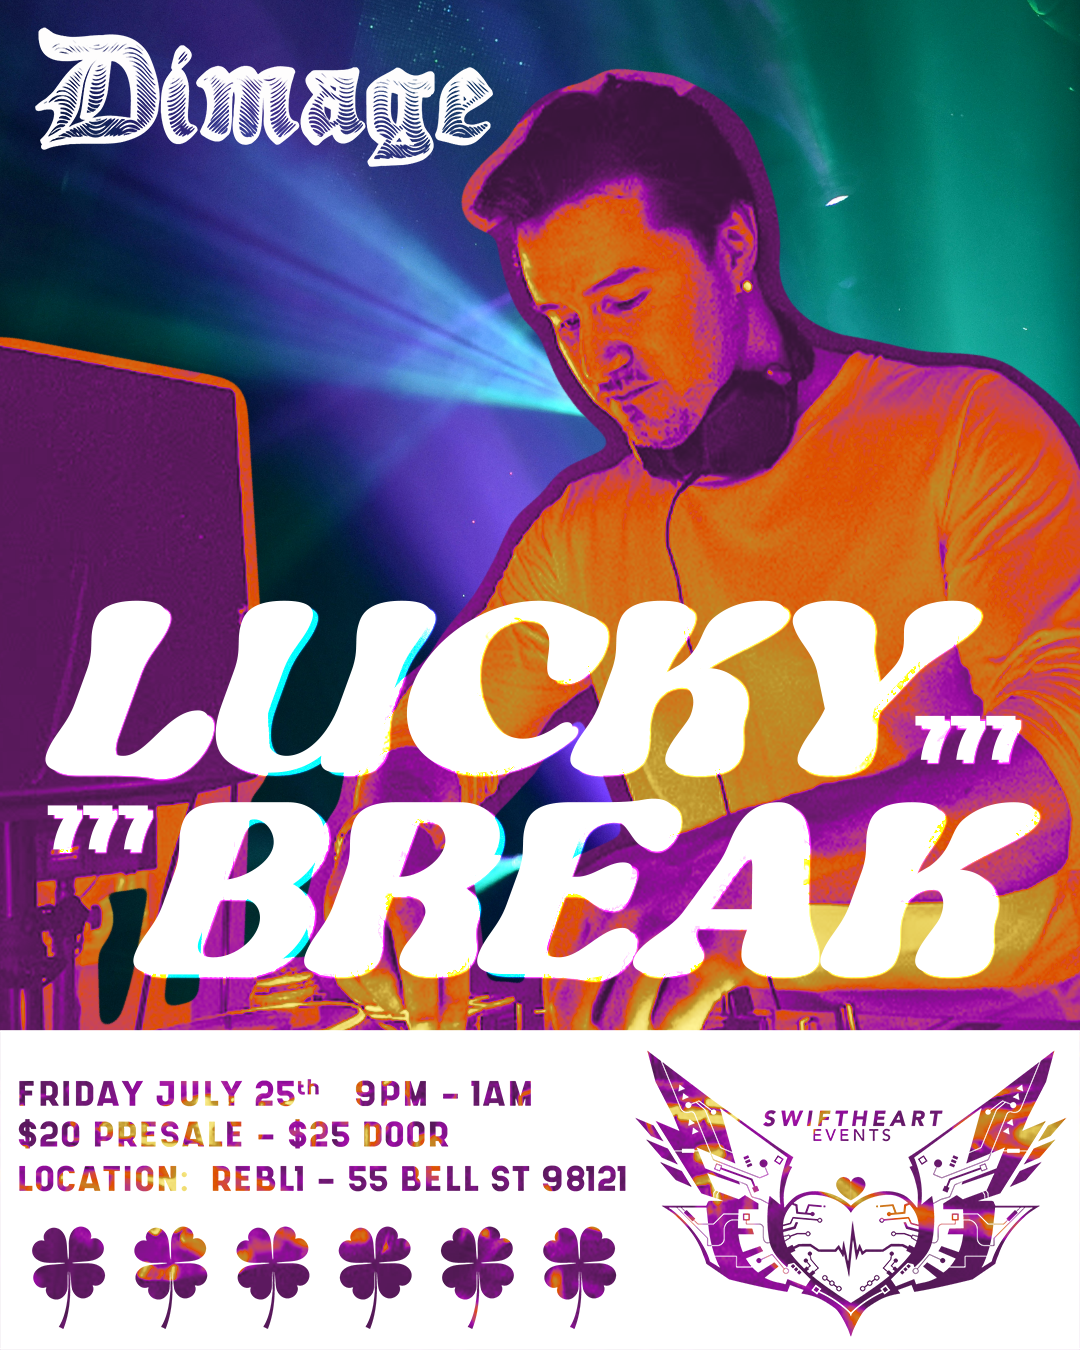 Dimage
LUCKY
777
777
BREAK
FRIDAY JULY 25th 9PM - 1AM
$20 PRESALE - $25 DOOR
LOCATION: REBL1 - 55 BELL ST 98121
SWIFTHEART
EVENTS